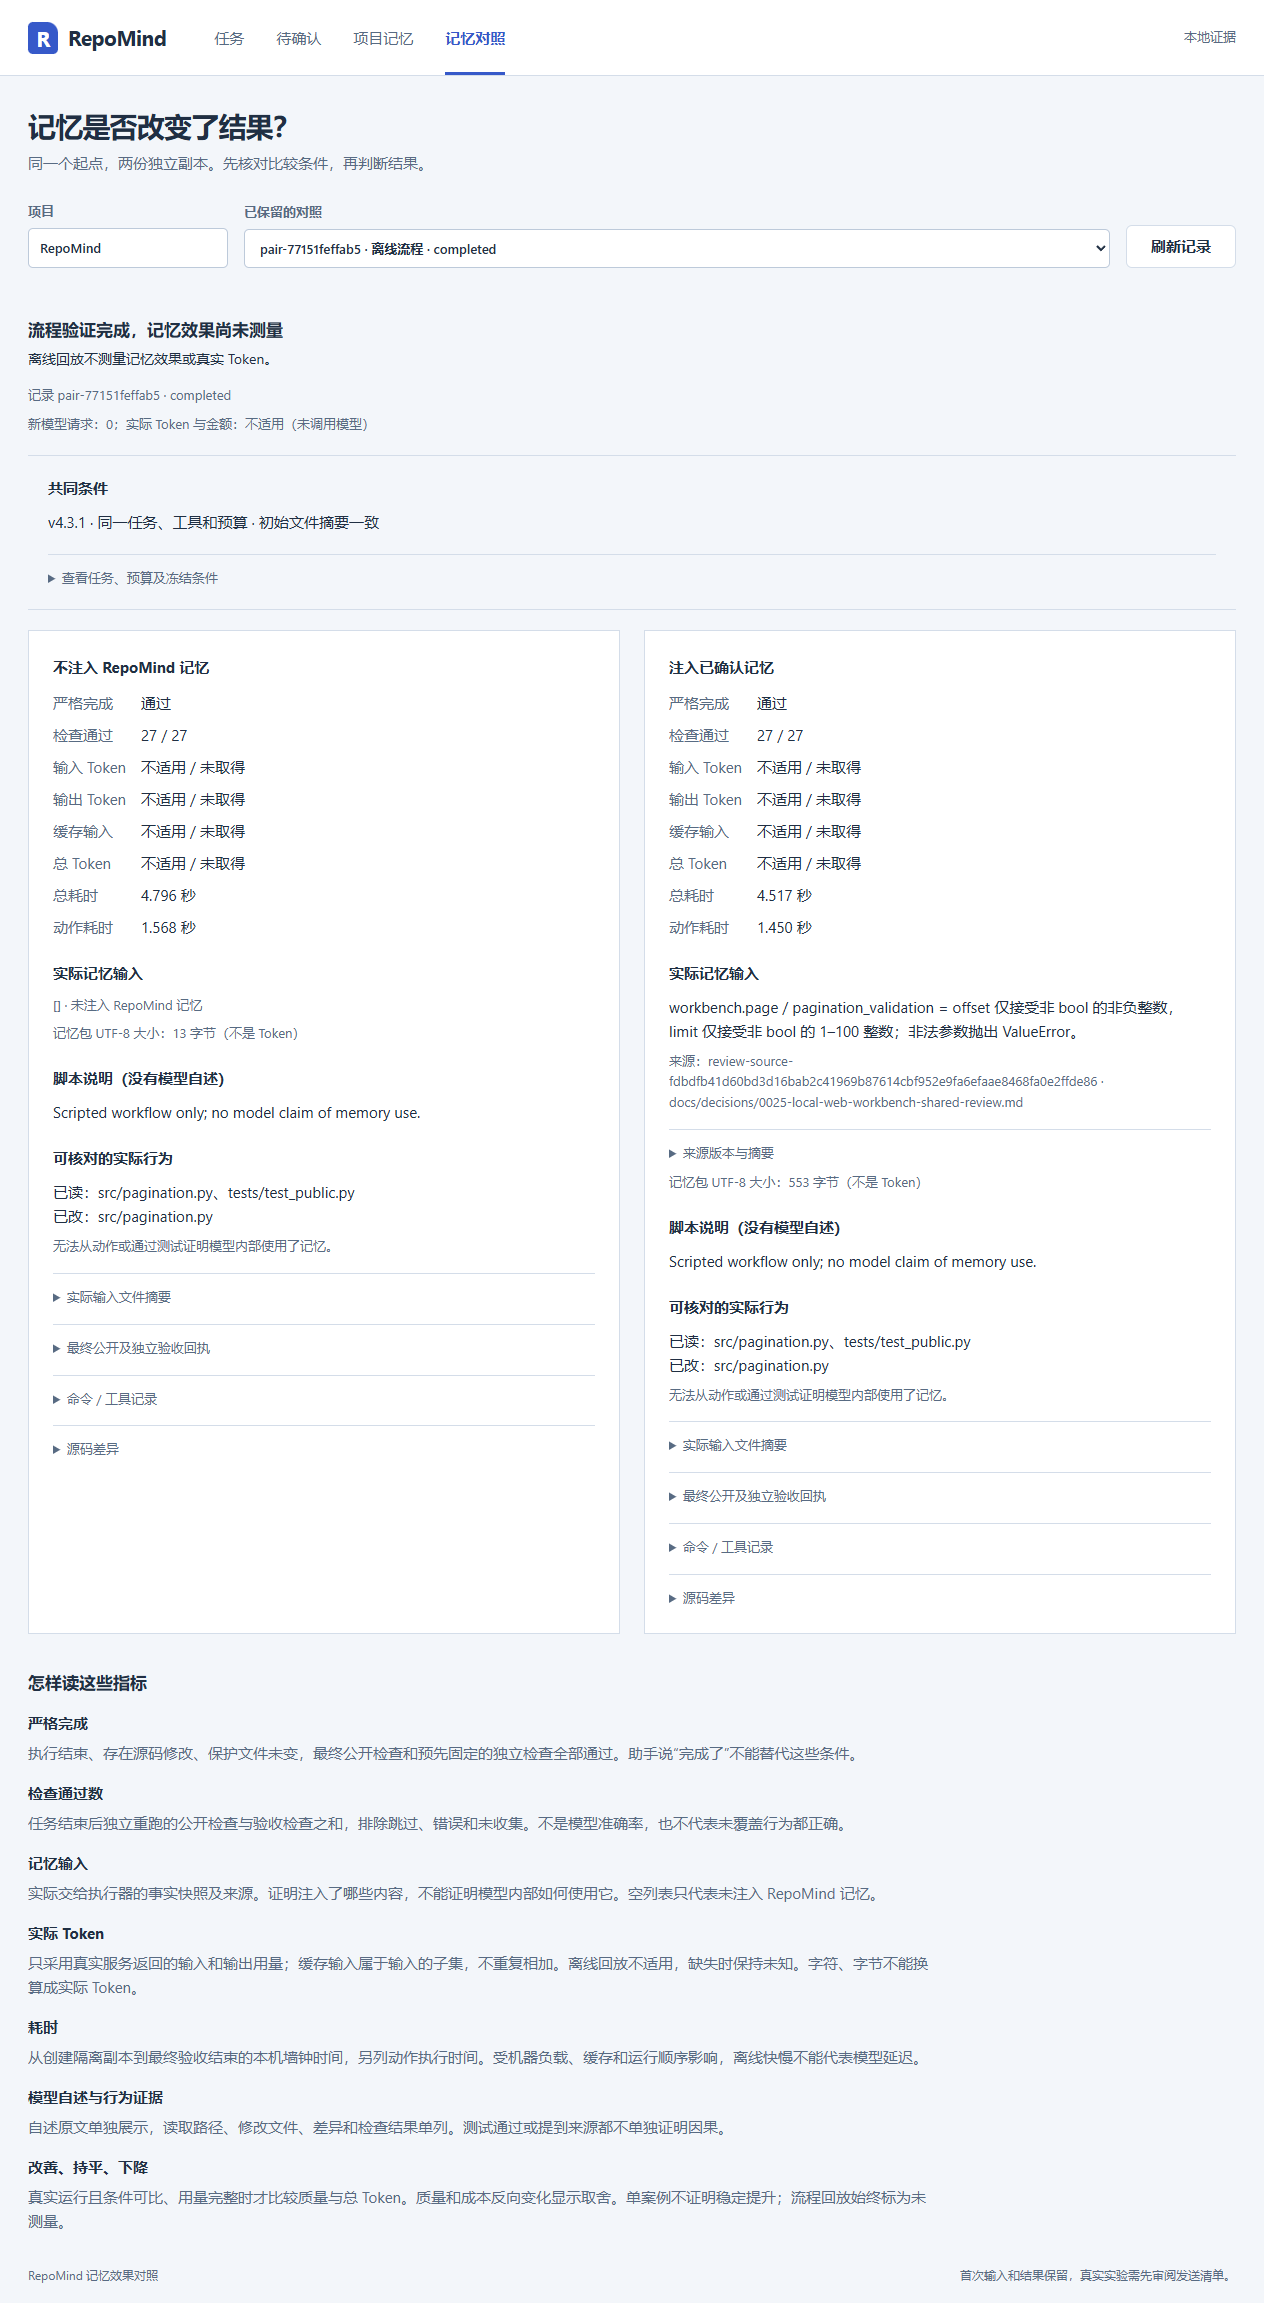 R RepoMind 任务 待确认 项目记忆 记忆对照 本地证据
记忆是否改变了结果？
同一个起点，两份独立副本。先核对比较条件，再判断结果。
项目
RepoMind
已保留的对照
pair-77151feffab5 · 离线流程 · completed
刷新记录
流程验证完成，记忆效果尚未测量
离线回放不测量记忆效果或真实 Token。
记录 pair-77151feffab5 · completed
新模型请求：0；实际 Token 与金额：不适用（未调用模型）
共同条件
v4.3.1 · 同一任务、工具和预算 · 初始文件摘要一致
▶ 查看任务、预算及冻结条件
不注入 RepoMind 记忆
严格完成 通过
检查通过 27 / 27
输入 Token 不适用 / 未取得
输出 Token 不适用 / 未取得
缓存输入 不适用 / 未取得
总 Token 不适用 / 未取得
总耗时 4.796 秒
动作耗时 1.568 秒
实际记忆输入
[] · 未注入 RepoMind 记忆
记忆包 UTF-8 大小：13 字节（不是 Token）
脚本说明（没有模型自述）
Scripted workflow only; no model claim of memory use.
可核对的实际行为
已读：src/pagination.py、tests/test_public.py
已改：src/pagination.py
无法从动作或通过测试证明模型内部使用了记忆。
▶ 实际输入文件摘要
▶ 最终公开及独立验收回执
▶ 命令 / 工具记录
▶ 源码差异
注入已确认记忆
严格完成 通过
检查通过 27 / 27
输入 Token 不适用 / 未取得
输出 Token 不适用 / 未取得
缓存输入 不适用 / 未取得
总 Token 不适用 / 未取得
总耗时 4.517 秒
动作耗时 1.450 秒
实际记忆输入
workbench.page / pagination_validation = offset 仅接受非 bool 的非负整数，
limit 仅接受非 bool 的 1–100 整数；非法参数抛出 ValueError。
来源：review-source-
fdbdfb41d60bd3d16bab2c41969b87614cbf952e9fa6efaae8468fa0e2ffde86 ·
docs/decisions/0025-local-web-workbench-shared-review.md
▶ 来源版本与摘要
记忆包 UTF-8 大小：553 字节（不是 Token）
脚本说明（没有模型自述）
Scripted workflow only; no model claim of memory use.
可核对的实际行为
已读：src/pagination.py、tests/test_public.py
已改：src/pagination.py
无法从动作或通过测试证明模型内部使用了记忆。
▶ 实际输入文件摘要
▶ 最终公开及独立验收回执
▶ 命令 / 工具记录
▶ 源码差异
怎样读这些指标
严格完成
执行结束、存在源码修改、保护文件未变，最终公开检查和预先固定的独立检查全部通过。助手说“完成了”不能替代这些条件。
检查通过数
任务结束后独立重跑的公开检查与验收检查之和，排除跳过、错误和未收集。不是模型准确率，也不代表未覆盖行为都正确。
记忆输入
实际交给执行器的事实快照及来源。证明注入了哪些内容，不能证明模型内部如何使用它。空列表只代表未注入 RepoMind 记忆。
实际 Token
只采用真实服务返回的输入和输出用量；缓存输入属于输入的子集，不重复相加。离线回放不适用，缺失时保持未知。字符、字节不能换
算成实际 Token。
耗时
从创建隔离副本到最终验收结束的本机墙钟时间，另列动作执行时间。受机器负载、缓存和运行顺序影响，离线快慢不能代表模型延迟。
模型自述与行为证据
自述原文单独展示，读取路径、修改文件、差异和检查结果单列。测试通过或提到来源都不单独证明因果。
改善、持平、下降
真实运行且条件可比、用量完整时才比较质量与总 Token。质量和成本反向变化显示取舍。单案例不证明稳定提升；流程回放始终标为未
测量。
RepoMind 记忆效果对照 首次输入和结果保留，真实实验需先审阅发送清单。